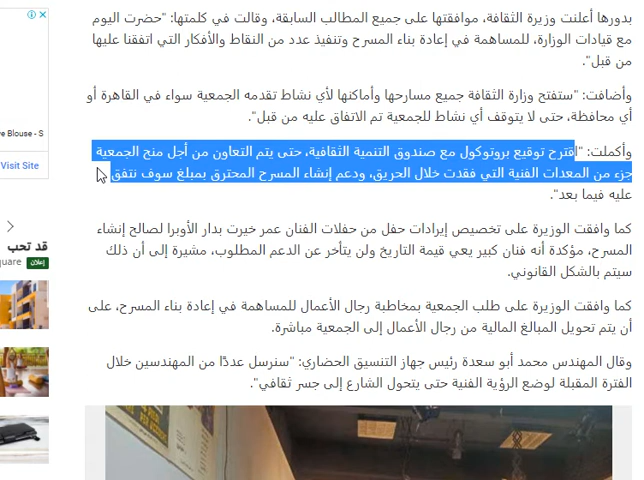 بدورها أعلنت وزيرة الثقافة، موافقتها على جميع المطالب السابقة، وقالت في كلمتها: "حضرت اليوم
مع قيادات الوزارة، للمساهمة في إعادة بناء المسرح وتنفيذ عدد من النقاط والأفكار التي اتفقنا عليها
من قبل".
وأضافت: "ستفتح وزارة الثقافة جميع مسارحها وأماكنها لأي نشاط تقدمه الجمعية سواء في القاهرة أو
أي محافظة، حتى لا يتوقف أي نشاط للجمعية تم الاتفاق عليه من قبل".
وأكملت: "اقترح توقيع بروتوكول مع صندوق التنمية الثقافية، حتى يتم التعاون من أجل منح الجمعية
جزء من المعدات الفنية التي فقدت خلال الحريق، ودعم إنشاء المسرح المحترق بمبلغ سوف نتفق
عليه فيما بعد".
كما وافقت الوزيرة على تخصيص إيرادات حفل من حفلات الفنان عمر خيرت بدار الأوبرا لصالح إنشاء
المسرح، مؤكدة أنه فنان كبير يعي قيمة التاريخ ولن يتأخر عن الدعم المطلوب، مشيرة إلى أن ذلك
سيتم بالشكل القانوني.
كما وافقت الوزيرة على طلب الجمعية بمخاطبة رجال الأعمال للمساهمة في إعادة بناء المسرح، على
أن يتم تحويل المبالغ المالية من رجال الأعمال إلى الجمعية مباشرة.
وقال المهندس محمد أبو سعدة رئيس جهاز التنسيق الحضاري: "سنرسل عددًا من المهندسين خلال
الفترة المقبلة لوضع الرؤية الفنية حتى يتحول الشارع إلى جسر ثقافي".
e Blouse - S
Visit Site
قد تحب
إعلان quare